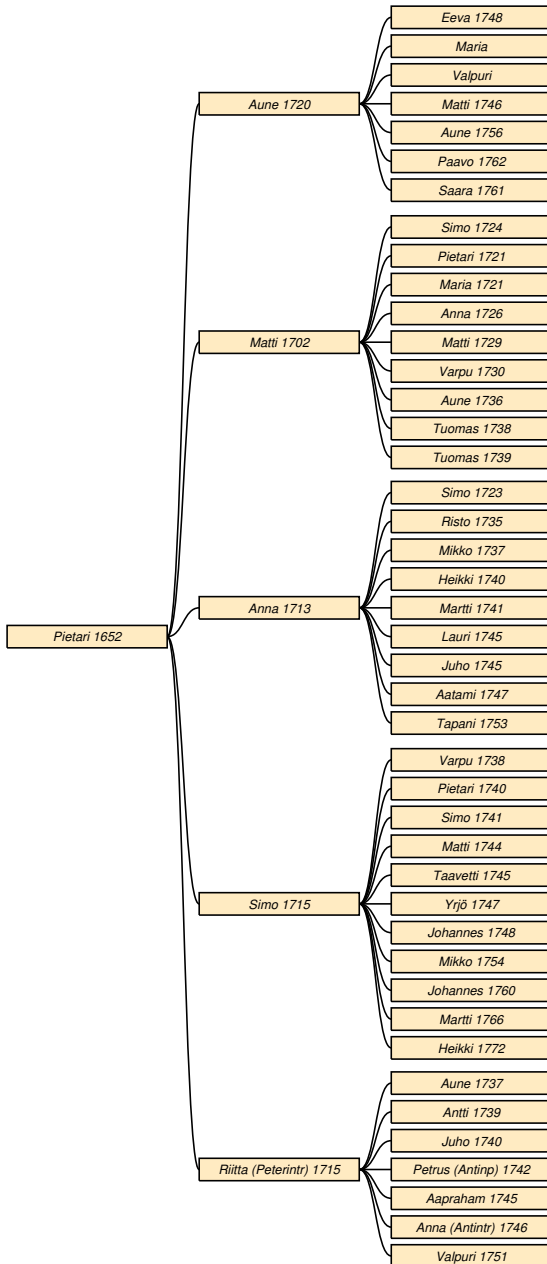 Pietari 1652
Aune 1720
Eeva 1748
Maria
Valpuri
Matti 1746
Aune 1756
Paavo 1762
Saara 1761
Matti 1702
Simo 1724
Pietari 1721
Maria 1721
Anna 1726
Matti 1729
Varpu 1730
Aune 1736
Tuomas 1738
Tuomas 1739
Anna 1713
Simo 1723
Risto 1735
Mikko 1737
Heikki 1740
Martti 1741
Lauri 1745
Juho 1745
Aatami 1747
Tapani 1753
Simo 1715
Varpu 1738
Pietari 1740
Simo 1741
Matti 1744
Taavetti 1745
Yrjö 1747
Johannes 1748
Mikko 1754
Johannes 1760
Martti 1766
Heikki 1772
Riitta (Peterintr) 1715
Aune 1737
Antti 1739
Juho 1740
Petrus (Antinp) 1742
Aapraham 1745
Anna (Antintr) 1746
Valpuri 1751